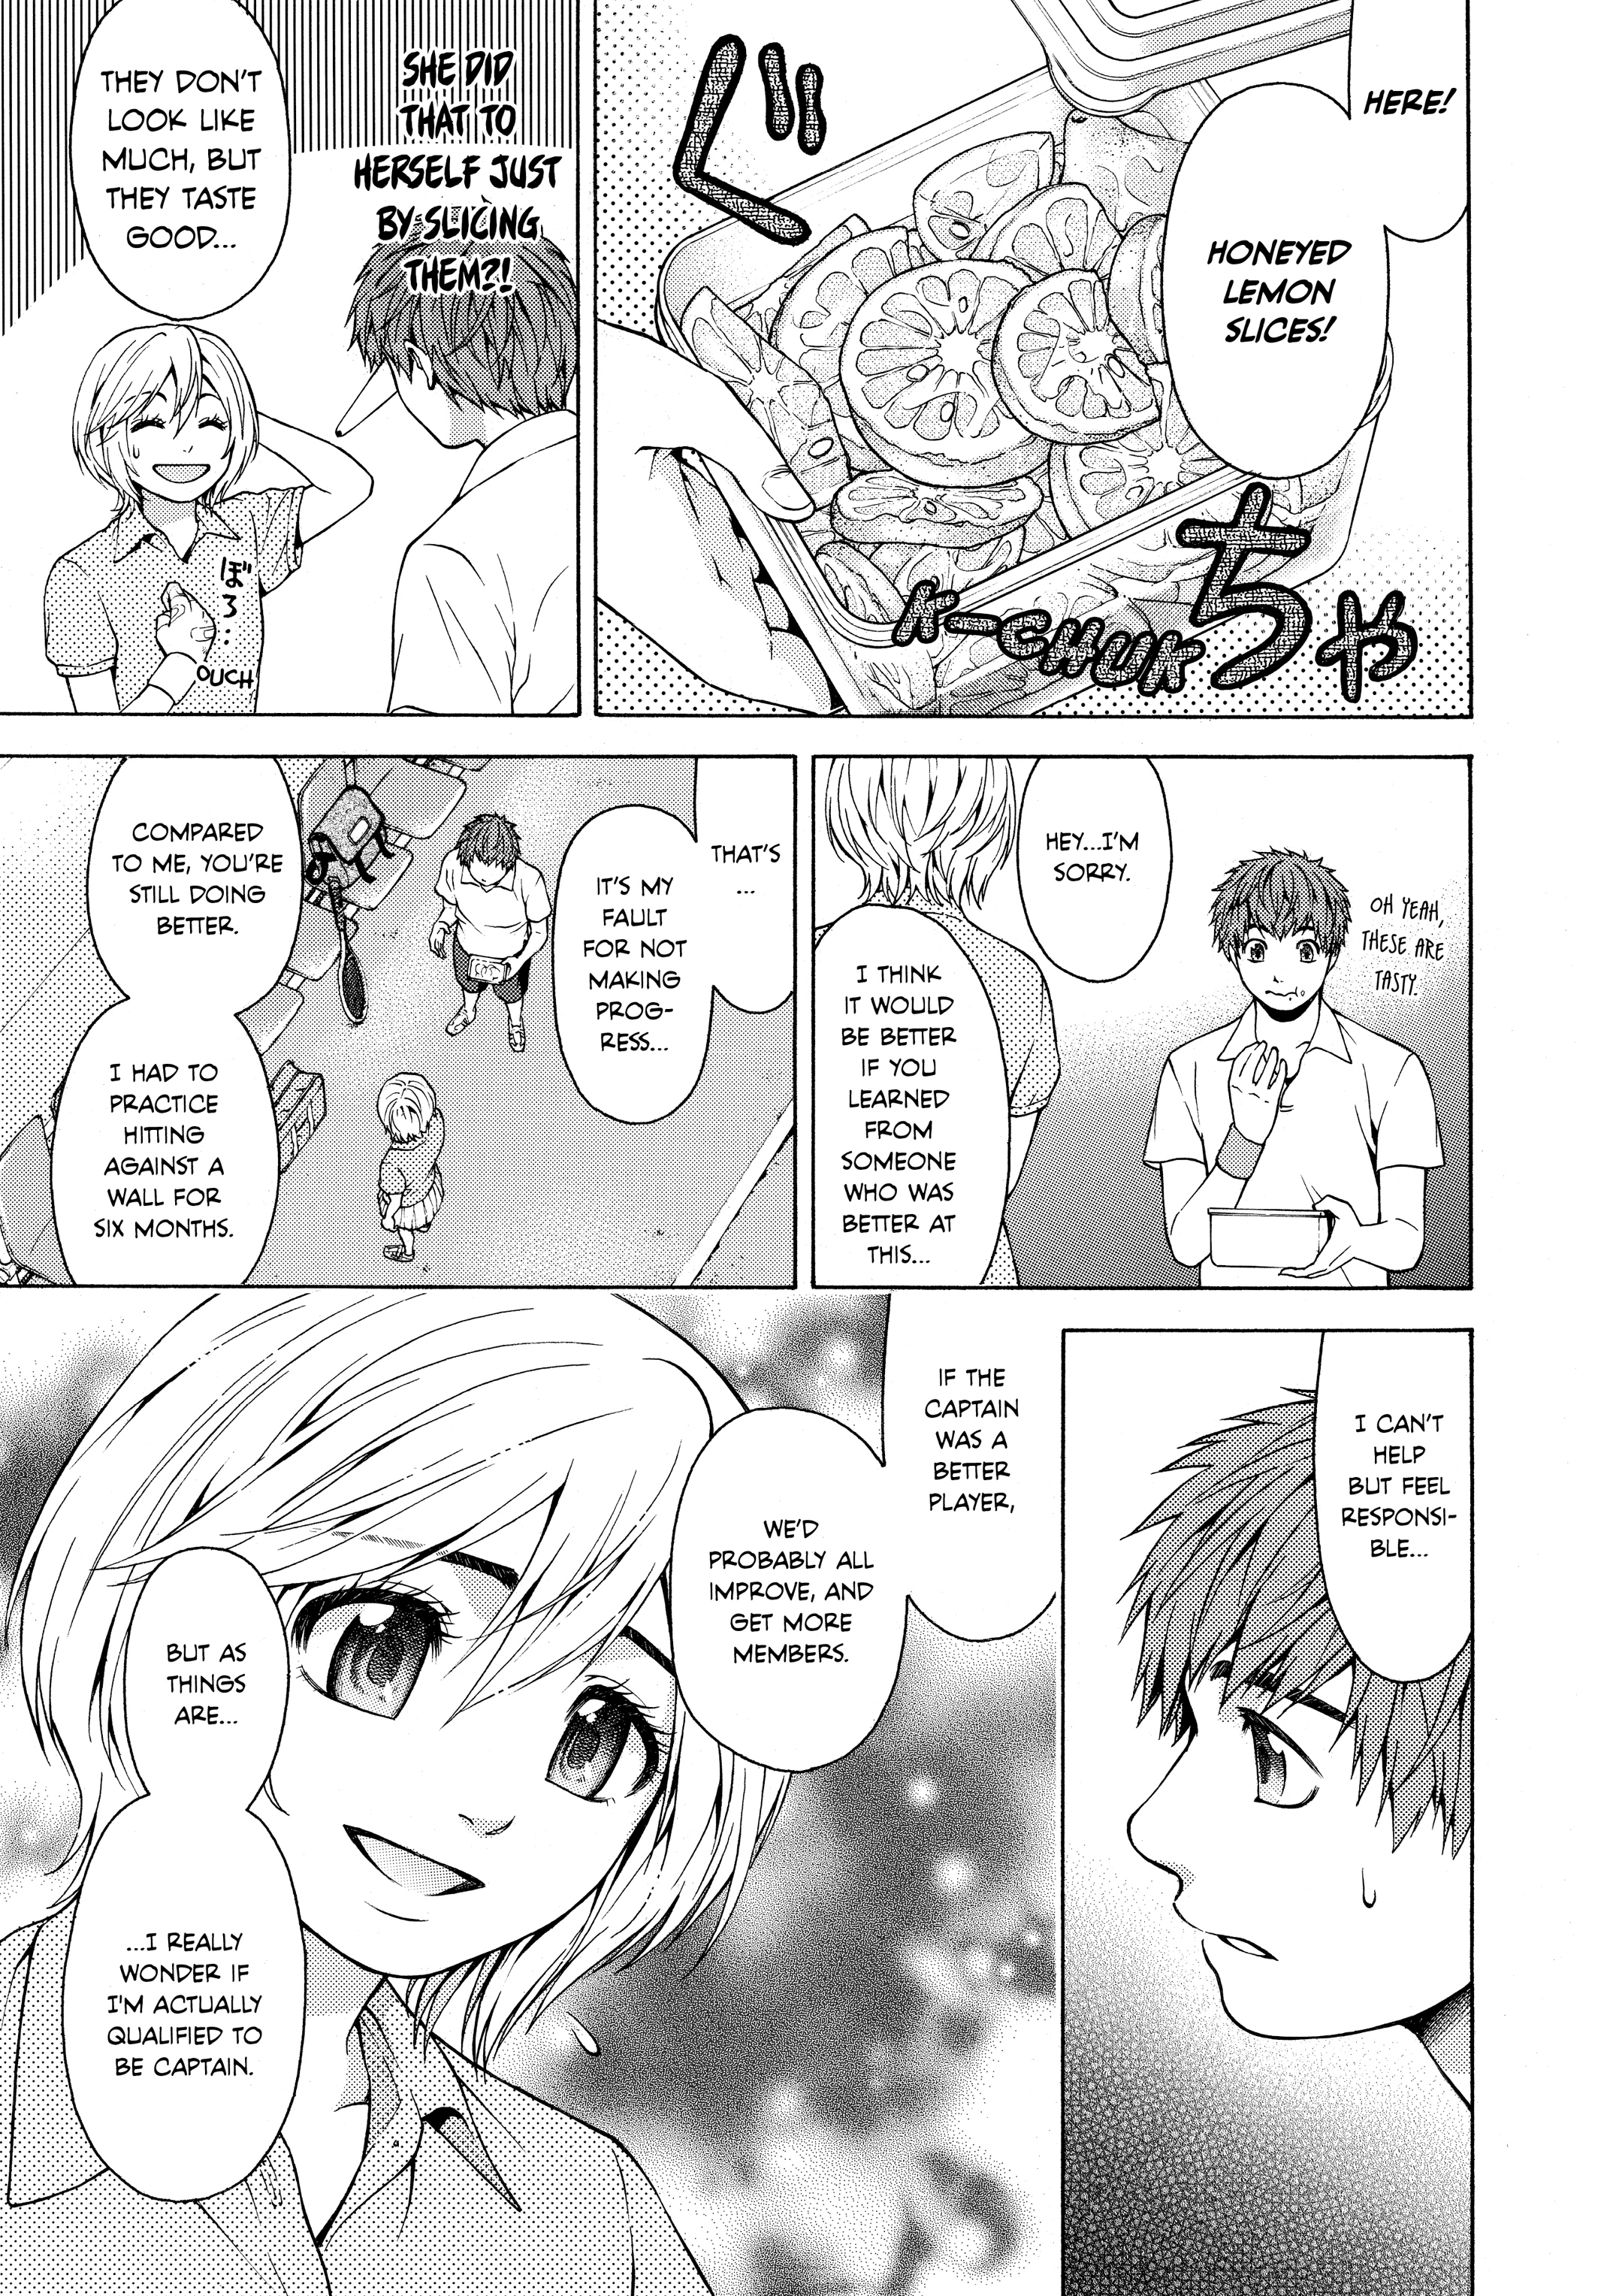 HERE!
HONEYED
LEMON
SLICES!
ぐちゃ
K-CHUK
SHE DID
THAT TO
HERSELF JUST
BY SLICING
THEM?!
THEY DON'T
LOOK LIKE
MUCH, BUT
THEY TASTE
GOOD...
ぼろ...
OUCH
HEY...I'M
SORRY.
OH YEAH,
THESE ARE
TASTY.
I THINK
IT WOULD
BE BETTER
IF YOU
LEARNED
FROM
SOMEONE
WHO WAS
BETTER AT
THIS...
THAT'S
...
IT'S MY
FAULT
FOR NOT
MAKING
PROG-
RESS...
COMPARED
TO ME, YOU'RE
STILL DOING
BETTER.
I HAD TO
PRACTICE
HITTING
AGAINST A
WALL FOR
SIX MONTHS.
I CAN'T
HELP
BUT FEEL
RESPONSI-
BLE...
IF THE
CAPTAIN
WAS A
BETTER
PLAYER,
WE'D
PROBABLY ALL
IMPROVE, AND
GET MORE
MEMBERS.
BUT AS
THINGS
ARE...
...I REALLY
WONDER IF
I'M ACTUALLY
QUALIFIED TO
BE CAPTAIN.